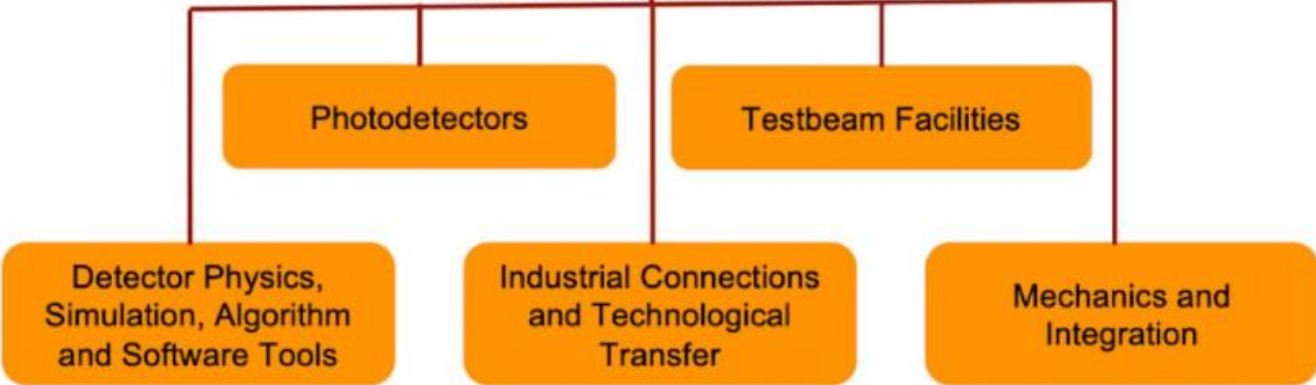 Photodetectors
Testbeam Facilities
Detector Physics,
Simulation, Algorithm
and Software Tools
Industrial Connections
and Technological
Transfer
Mechanics and
Integration